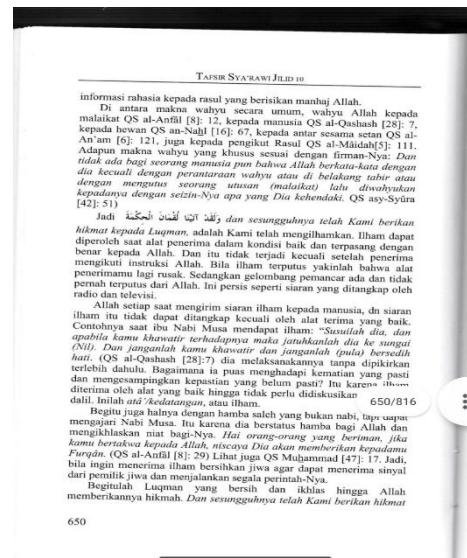 TAFSIR SYA'RAWI JILID 10
informasi rahasia kepada rasul yang berisikan manhaj Allah.
Di antara makna wahyu secara umum, wahyu Allah kepada
malaikat QS al-Anfâl [8]: 12, kepada manusia QS al-Qashash [28]: 7,
kepada hewan QS an-Nahl [16]: 67, kepada antar sesama setan QS al-
An'am [6]: 121, juga kepada pengikut Rasul QS al-Mâidah[5]: 111.
Adapun makna wahyu yang khusus sesuai dengan firman-Nya: Dan
tidak ada bagi seorang manusia pun bahwa Allah berkata-kata dengan
dia kecuali dengan perantaraan wahyu atau di belakang tabir atau
dengan mengutus seorang utusan (malaikat) lalu diwahyukan
kepadanya dengan seizin-Nya apa yang Dia kehendaki. QS asy-Syûra
[42]: 51)
Jadi وَلَقَدْ آتَيْنَا لُقْمَانَ الْحِكْمَةَ dan sesungguhnya telah Kami berikan
hikmat kepada Luqman, adalah Kami telah mengilhamkan. Ilham dapat
diperoleh saat alat penerima dalam kondisi baik dan terpasang dengan
benar kepada Allah. Dan itu tidak terjadi kecuali setelah penerima
mengikuti instruksi Allah. Bila ilham terputus yakinlah bahwa alat
penerimamu lagi rusak. Sedangkan gelombang pemancar ada dan tidak
pernah terputus dari Allah. Ini persis seperti siaran yang ditangkap oleh
radio dan televisi.
Allah setiap saat mengirim siaran ilham kepada manusia, dn siaran
ilham itu tidak dapat ditangkap kecuali oleh alat terima yang baik.
Contohnya saat ibu Nabi Musa mendapat ilham: "Susuilah dia, dan
apabila kamu khawatir terhadapnya maka jatuhkanlah dia ke sungai
(Nil). Dan janganlah kamu khawatir dan janganlah (pula) bersedih
hati. (QS al-Qashash [28]:7) dia melaksanakannya tanpa dipikirkan
terlebih dahulu. Bagaimana ia puas menghadapi kematian yang pasti
dan mengesampingkan kepastian yang belum pasti? Itu karena ilham
diterima oleh alat yang baik hingga tidak perlu didiskusikan
dalil. Inilah atâ'/kedatangan, atau ilham.
650/816
Begitu juga halnya dengan hamba saleh yang bukan nabi, tapi dapat
mengajari Nabi Musa. Itu karena dia berstatus hamba bagi Allah dan
mengikhlaskan niat bagi-Nya. Hai orang-orang yang beriman, jika
kamu bertakwa kepada Allah, niscaya Dia akan memberikan kepadamu
Furqân. (QS al-Anfâl [8]: 29) Lihat juga QS Muhammad [47]: 17. Jadi,
bila ingin menerima ilham bersihkan jiwa agar dapat menerima sinyal
dari pemilik jiwa dan menjalankan segala perintah-Nya.
Begitulah Luqman yang bersih dan ikhlas hingga Allah
memberikannya hikmah. Dan sesungguhnya telah Kami berikan hikmat
650